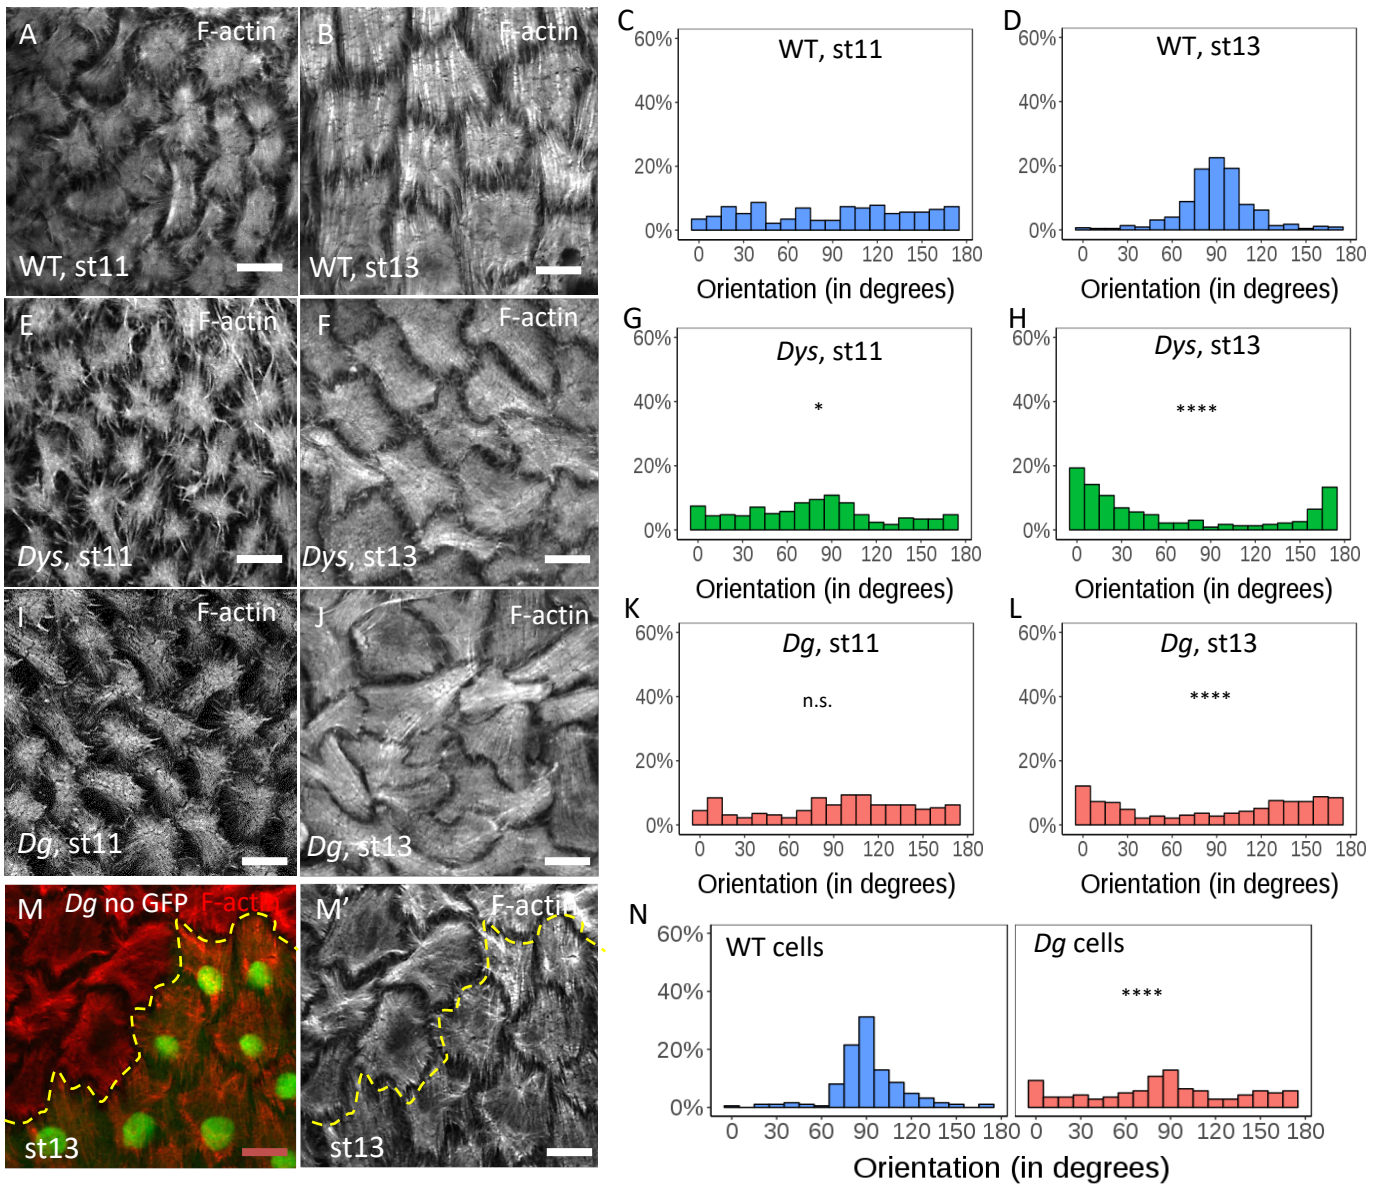 A F-actin
WT, st11
B F-actin
WT, st13
C
WT, st11
60%
40%
20%
0%
0 30 60 90 120 150 180
Orientation (in degrees)
D
WT, st13
60%
40%
20%
0%
0 30 60 90 120 150 180
Orientation (in degrees)
E F-actin
Dys, st11
F F-actin
Dys, st13
G
Dys, st11
*
60%
40%
20%
0%
0 30 60 90 120 150 180
Orientation (in degrees)
H
Dys, st13
****
60%
40%
20%
0%
0 30 60 90 120 150 180
Orientation (in degrees)
I F-actin
Dg, st11
J F-actin
Dg, st13
K
Dg, st11
n.s.
60%
40%
20%
0%
0 30 60 90 120 150 180
Orientation (in degrees)
L
Dg, st13
****
60%
40%
20%
0%
0 30 60 90 120 150 180
Orientation (in degrees)
M Dg no GFP F-actin
st13
M’ F-actin
st13
N
WT cells
60%
40%
20%
0%
0 30 60 90 120 150 180
Dg cells
****
0 30 60 90 120 150 180
Orientation (in degrees)